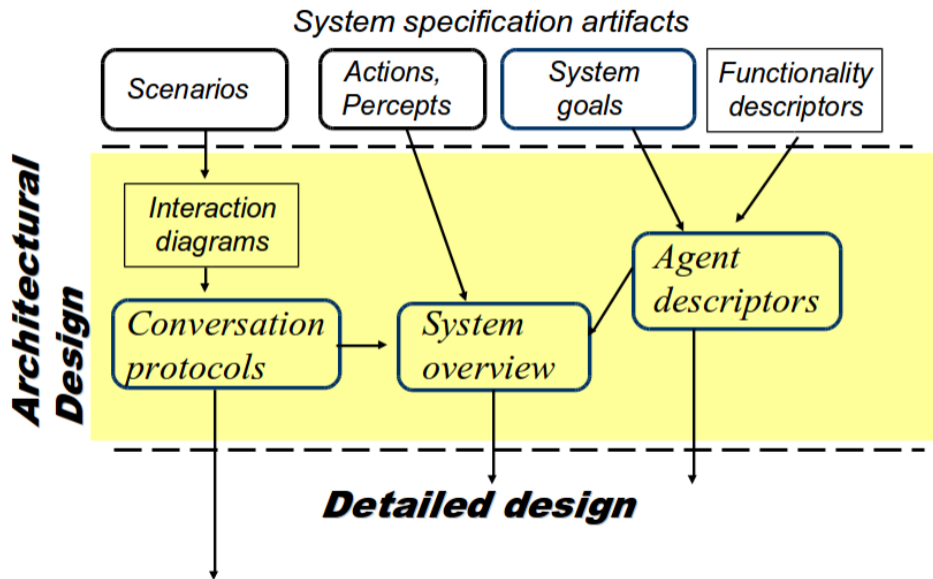 System specification artifacts
Scenarios
Actions,
Percepts
System
goals
Functionality
descriptors
Architectural
Design
Interaction
diagrams
Agent
descriptors
Conversation
protocols
System
overview
Detailed design